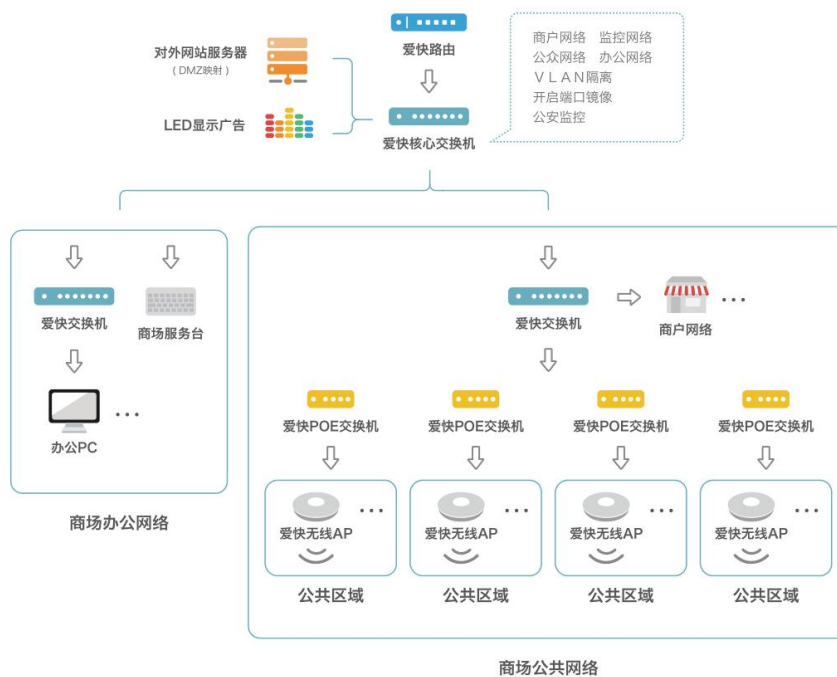 对外网站服务器
（DMZ映射）
爱快路由
商户网络 监控网络
公众网络 办公网络
ＶＬＡＮ隔离
开启端口镜像
公安监控
LED显示广告
爱快核心交换机
爱快交换机
商场服务台
办公PC
商场办公网络
爱快交换机
商户网络
爱快POE交换机
爱快POE交换机
爱快POE交换机
爱快POE交换机
爱快无线AP
爱快无线AP
爱快无线AP
爱快无线AP
公共区域
公共区域
公共区域
公共区域
商场公共网络